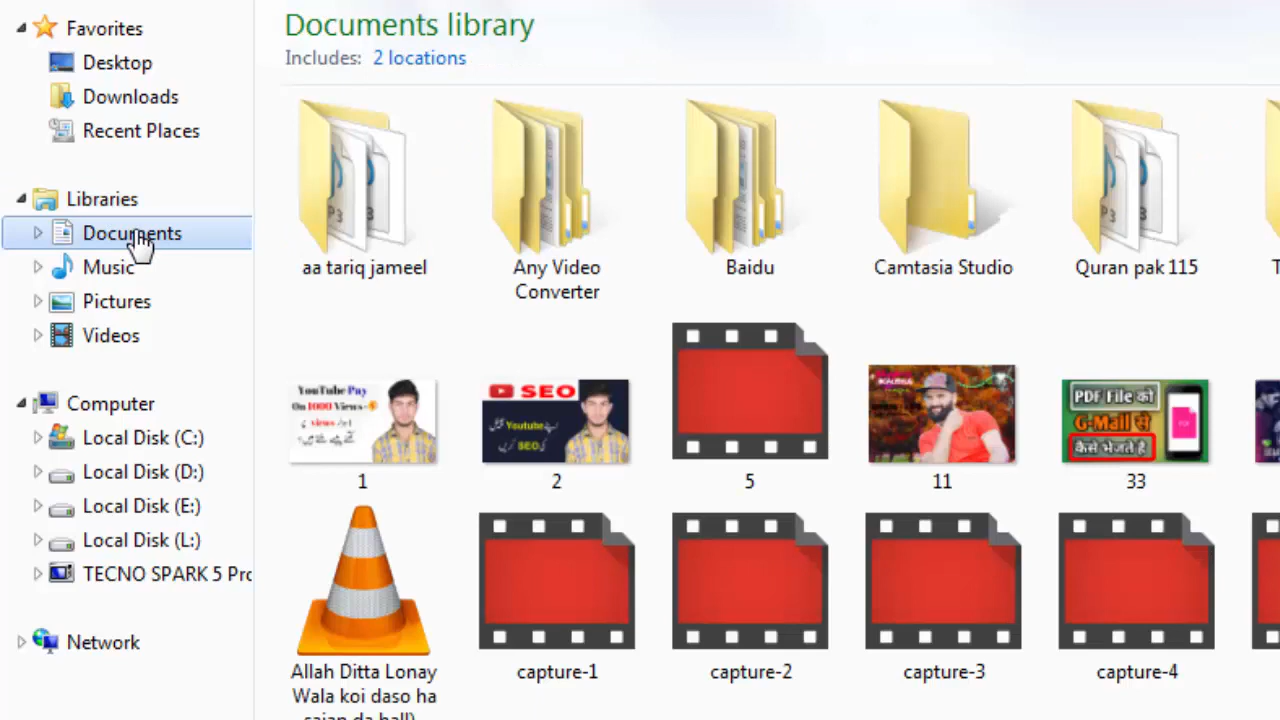 Favorites
Desktop
Downloads
Recent Places
Libraries
Documents
Music
Pictures
Videos
Computer
Local Disk (C:)
Local Disk (D:)
Local Disk (E:)
Local Disk (L:)
TECNO SPARK 5 Pro
Network
Documents library
Includes: 2 locations
aa tariq jameel
Any Video
Converter
Baidu
Camtasia Studio
Quran pak 115
YouTube Pay
On 1000 Views
views
1
SEO
Youtube
SEO
2
5
11
PDF File को
G-Mail से
कैसे भेजते है
33
Allah Ditta Lonay
Wala koi daso ha
capture-1
capture-2
capture-3
capture-4